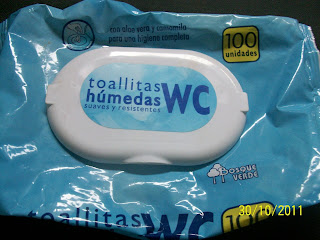 con aloe vera y camomila
para una higiene completa
100
unidades
toallitas
húmedas WC
suaves y resistentes
BOSQUE
VERDE
30/10/2011
toallitas
WC
100